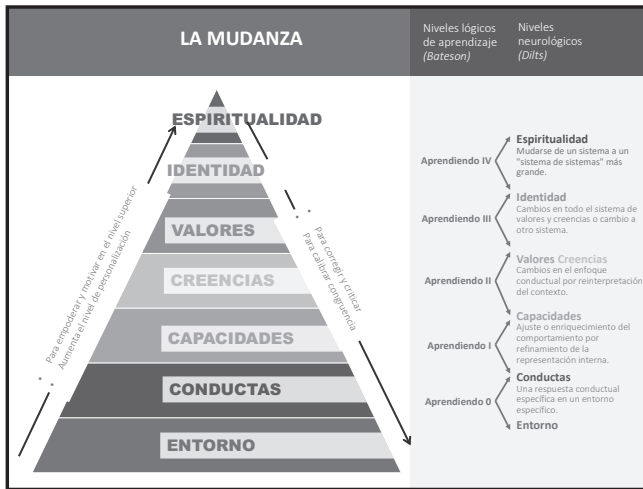 LA MUDANZA
Niveles lógicos
de aprendizaje
(Bateson)
Niveles
neurológicos
(Dilts)
ESPIRITUALIDAD
IDENTIDAD
VALORES
CREENCIAS
CAPACIDADES
CONDUCTAS
ENTORNO
• Para empoderar y motivar en el nivel superior
• Aumenta el nivel de personalización
• Para corregir y criticar
• Para calibrar congruencia
Aprendiendo IV
Aprendiendo III
Aprendiendo II
Aprendiendo I
Aprendiendo 0
Espiritualidad
Mudarse de un sistema a un
"sistema de sistemas" más
grande.
Identidad
Cambios en todo el sistema de
valores y creencias o cambio a
otro sistema.
Valores Creencias
Cambios en el enfoque
conductual por reinterpretación
del contexto.
Capacidades
Ajuste o enriquecimiento del
comportamiento por
refinamiento de la
representación interna.
Conductas
Una respuesta conductual
específica en un entorno
específico.
Entorno